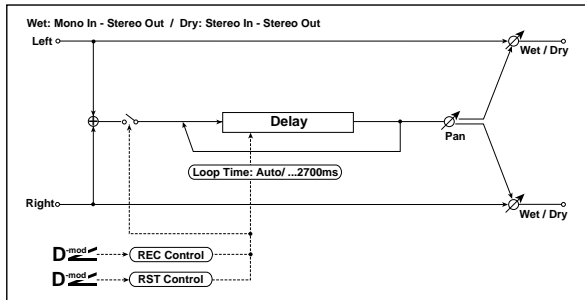 Wet: Mono In - Stereo Out / Dry: Stereo In - Stereo Out
Left
Wet / Dry
Delay
Pan
Loop Time: Auto/ ...2700ms
Right
Wet / Dry
D-mod
REC Control
D-mod
RST Control